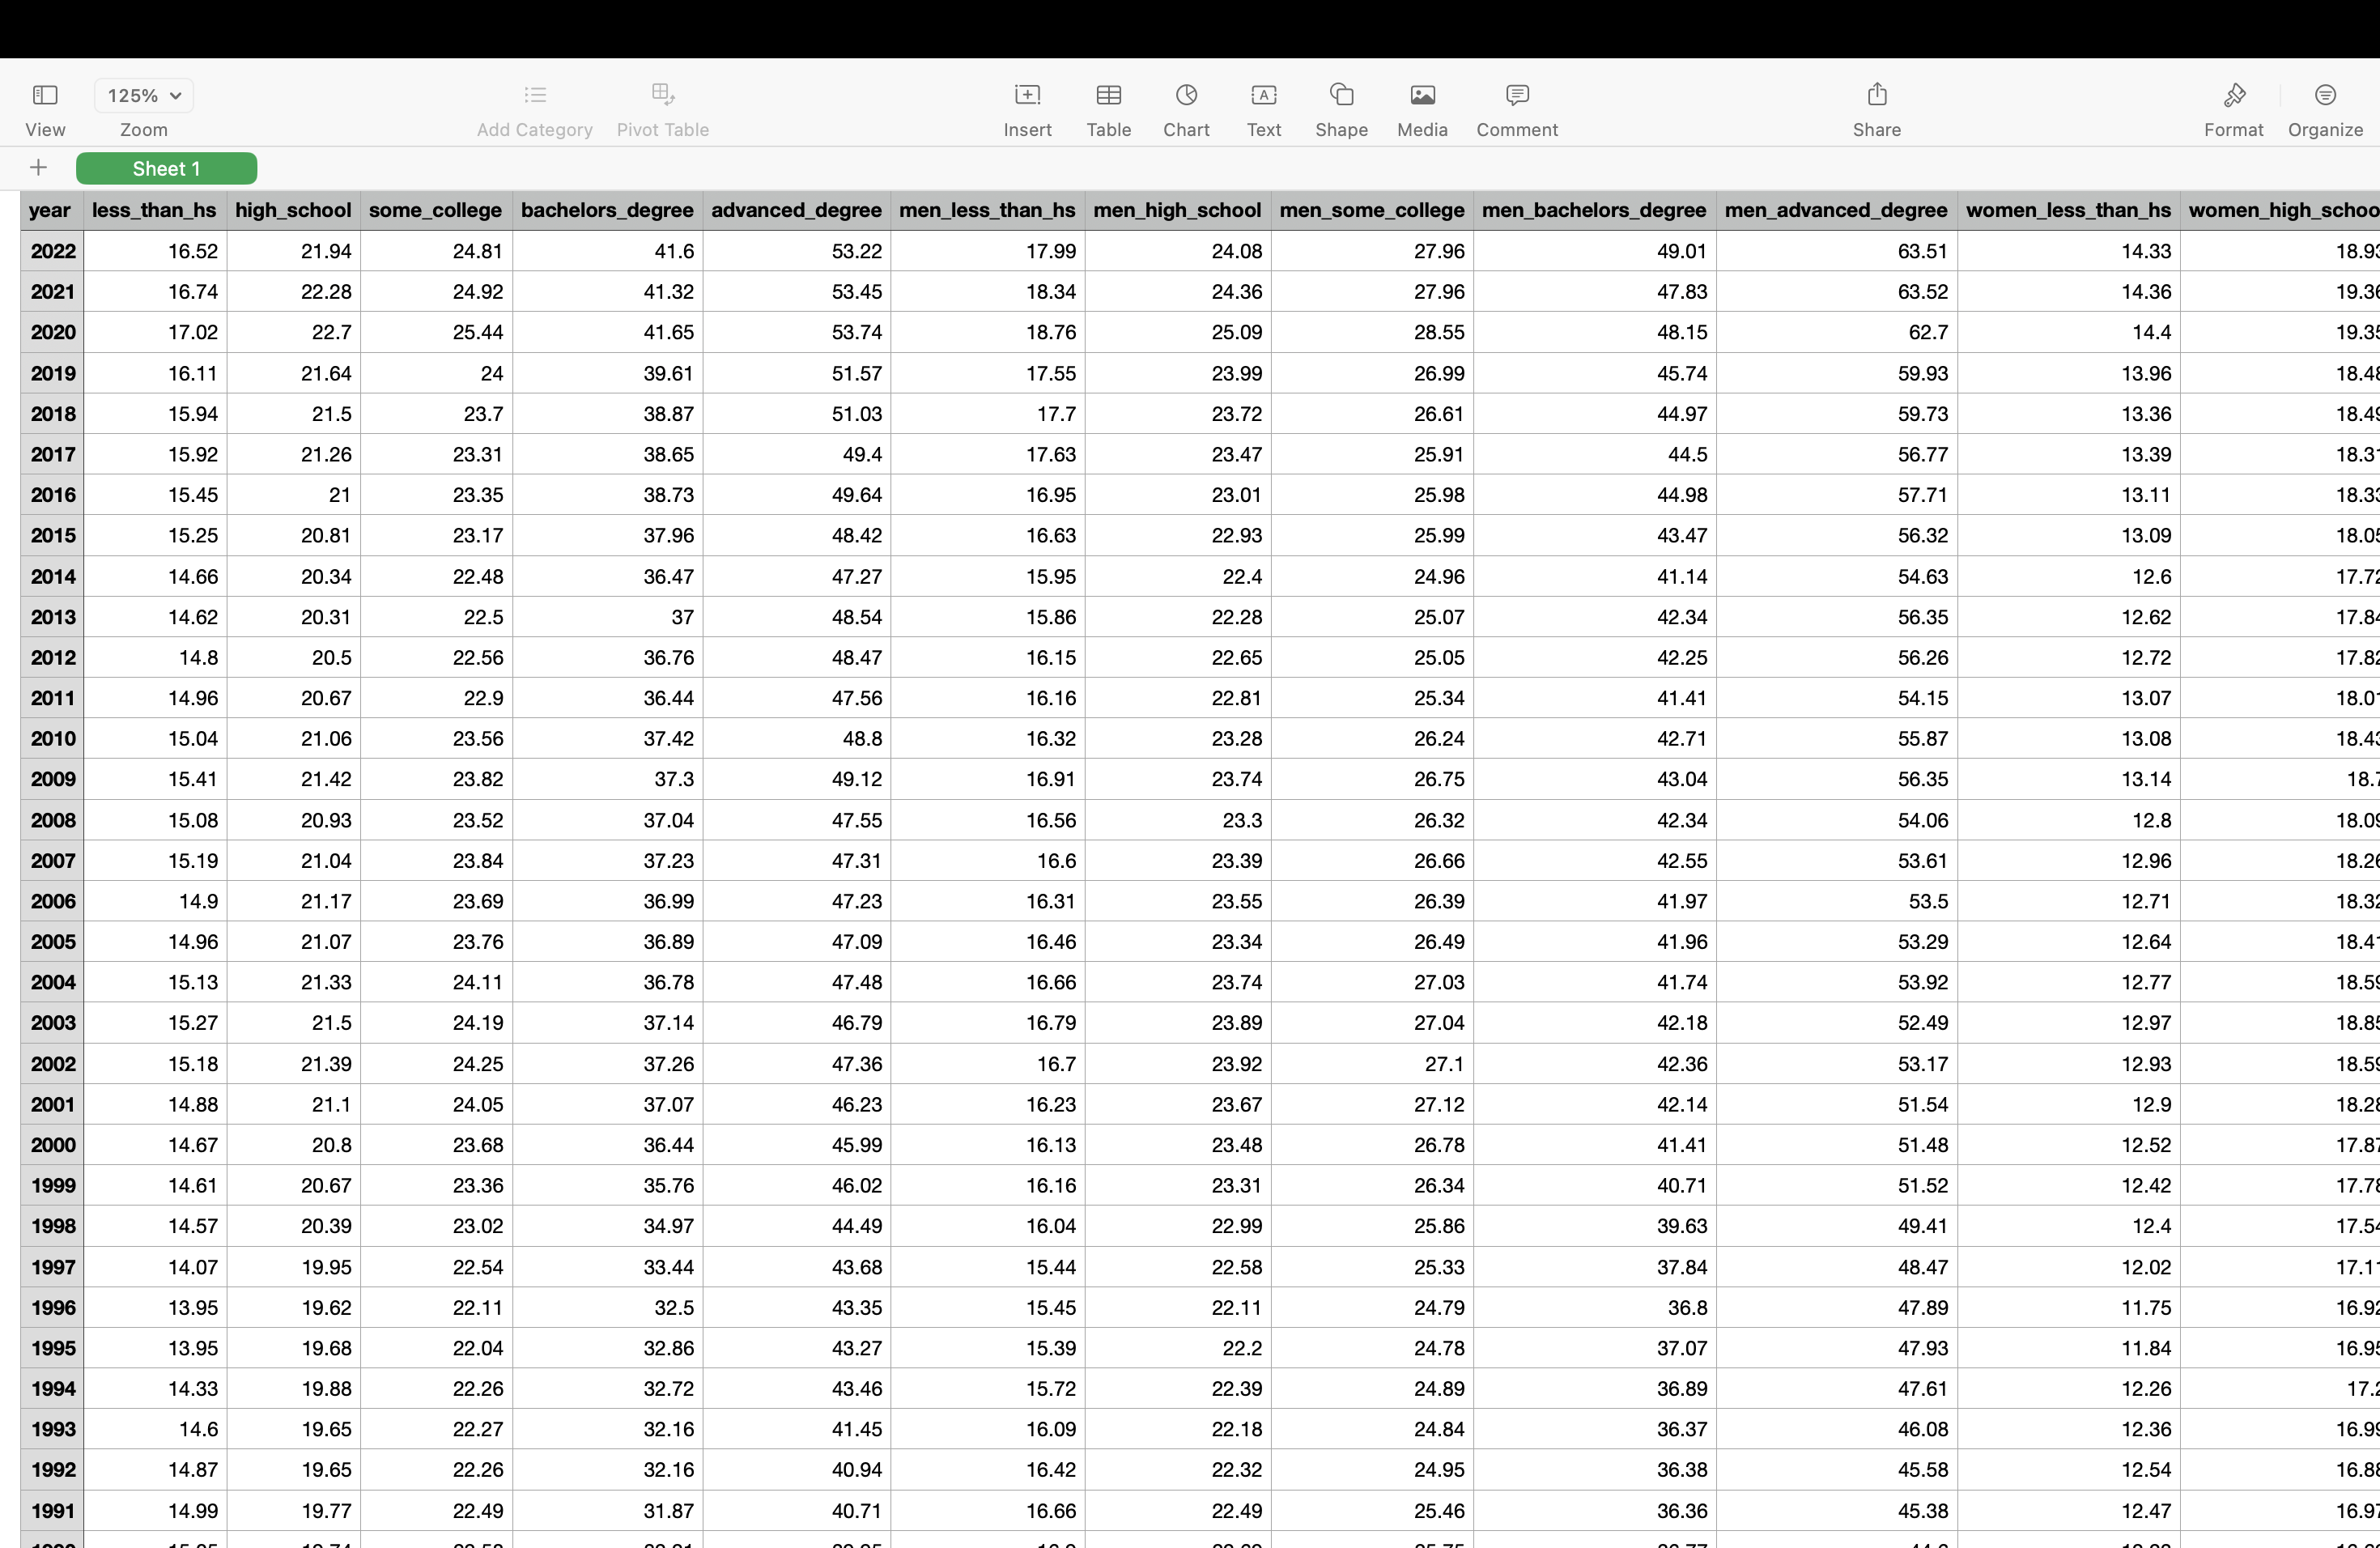 125%
View Zoom Add Category Pivot Table Insert Table Chart Text Shape Media Comment Share Format Organize
Sheet 1
year less_than_hs high_school some_college bachelors_degree advanced_degree men_less_than_hs men_high_school men_some_college men_bachelors_degree men_advanced_degree women_less_than_hs women_high_schoo
2022 16.52 21.94 24.81 41.6 53.22 17.99 24.08 27.96 49.01 63.51 14.33 18.93
2021 16.74 22.28 24.92 41.32 53.45 18.34 24.36 27.96 47.83 63.52 14.36 19.36
2020 17.02 22.7 25.44 41.65 53.74 18.76 25.09 28.55 48.15 62.7 14.4 19.35
2019 16.11 21.64 24 39.61 51.57 17.55 23.99 26.99 45.74 59.93 13.96 18.48
2018 15.94 21.5 23.7 38.87 51.03 17.7 23.72 26.61 44.97 59.73 13.36 18.49
2017 15.92 21.26 23.31 38.65 49.4 17.63 23.47 25.91 44.5 56.77 13.39 18.31
2016 15.45 21 23.35 38.73 49.64 16.95 23.01 25.98 44.98 57.71 13.11 18.33
2015 15.25 20.81 23.17 37.96 48.42 16.63 22.93 25.99 43.47 56.32 13.09 18.05
2014 14.66 20.34 22.48 36.47 47.27 15.95 22.4 24.96 41.14 54.63 12.6 17.72
2013 14.62 20.31 22.5 37 48.54 15.86 22.28 25.07 42.34 56.35 12.62 17.84
2012 14.8 20.5 22.56 36.76 48.47 16.15 22.65 25.05 42.25 56.26 12.72 17.82
2011 14.96 20.67 22.9 36.44 47.56 16.16 22.81 25.34 41.41 54.15 13.07 18.01
2010 15.04 21.06 23.56 37.42 48.8 16.32 23.28 26.24 42.71 55.87 13.08 18.43
2009 15.41 21.42 23.82 37.3 49.12 16.91 23.74 26.75 43.04 56.35 13.14 18.7
2008 15.08 20.93 23.52 37.04 47.55 16.56 23.3 26.32 42.34 54.06 12.8 18.09
2007 15.19 21.04 23.84 37.23 47.31 16.6 23.39 26.66 42.55 53.61 12.96 18.26
2006 14.9 21.17 23.69 36.99 47.23 16.31 23.55 26.39 41.97 53.5 12.71 18.32
2005 14.96 21.07 23.76 36.89 47.09 16.46 23.34 26.49 41.96 53.29 12.64 18.41
2004 15.13 21.33 24.11 36.78 47.48 16.66 23.74 27.03 41.74 53.92 12.77 18.59
2003 15.27 21.5 24.19 37.14 46.79 16.79 23.89 27.04 42.18 52.49 12.97 18.85
2002 15.18 21.39 24.25 37.26 47.36 16.7 23.92 27.1 42.36 53.17 12.93 18.59
2001 14.88 21.1 24.05 37.07 46.23 16.23 23.67 27.12 42.14 51.54 12.9 18.28
2000 14.67 20.8 23.68 36.44 45.99 16.13 23.48 26.78 41.41 51.48 12.52 17.87
1999 14.61 20.67 23.36 35.76 46.02 16.16 23.31 26.34 40.71 51.52 12.42 17.78
1998 14.57 20.39 23.02 34.97 44.49 16.04 22.99 25.86 39.63 49.41 12.4 17.54
1997 14.07 19.95 22.54 33.44 43.68 15.44 22.58 25.33 37.84 48.47 12.02 17.11
1996 13.95 19.62 22.11 32.5 43.35 15.45 22.11 24.79 36.8 47.89 11.75 16.92
1995 13.95 19.68 22.04 32.86 43.27 15.39 22.2 24.78 37.07 47.93 11.84 16.95
1994 14.33 19.88 22.26 32.72 43.46 15.72 22.39 24.89 36.89 47.61 12.26 17.2
1993 14.6 19.65 22.27 32.16 41.45 16.09 22.18 24.84 36.37 46.08 12.36 16.99
1992 14.87 19.65 22.26 32.16 40.94 16.42 22.32 24.95 36.38 45.58 12.54 16.88
1991 14.99 19.77 22.49 31.87 40.71 16.66 22.49 25.46 36.36 45.38 12.47 16.97